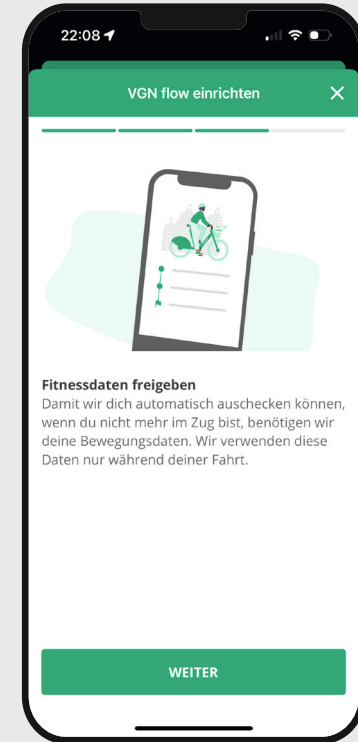 22:08
VGN flow einrichten
Fitnessdaten freigeben
Damit wir dich automatisch auschecken können,
wenn du nicht mehr im Zug bist, benötigen wir
deine Bewegungsdaten. Wir verwenden diese
Daten nur während deiner Fahrt.
WEITER